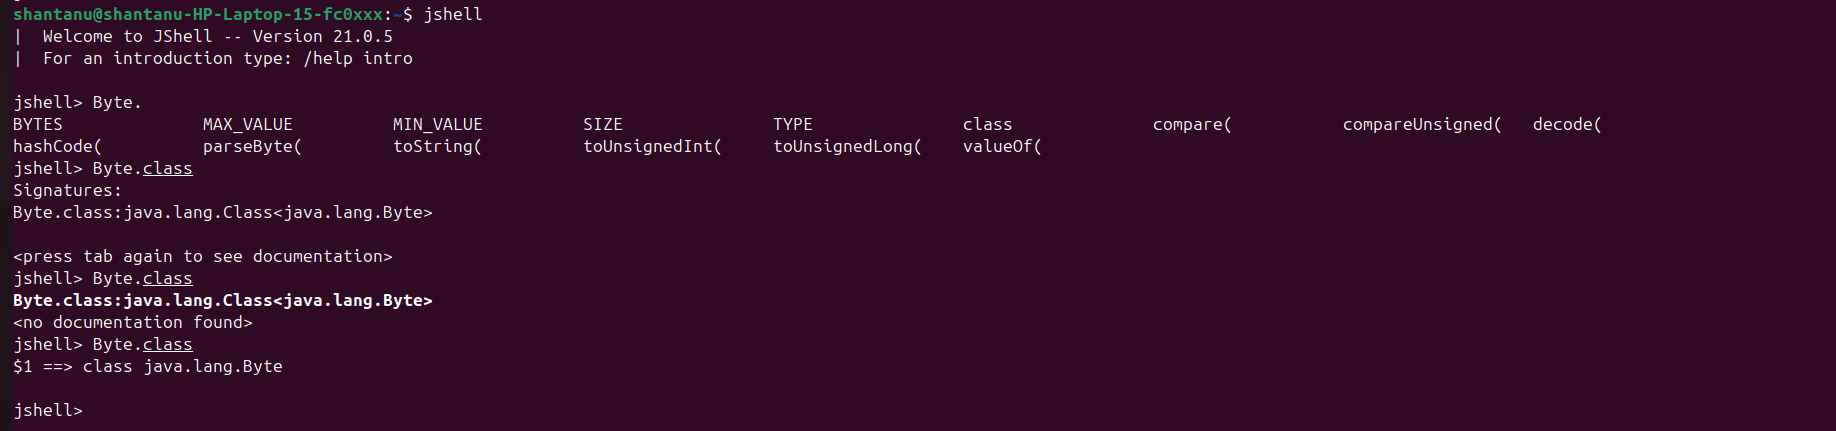 shantanu@shantanu-HP-Laptop-15-fc0xxx:~$ jshell
|  Welcome to JShell -- Version 21.0.5
|  For an introduction type: /help intro
jshell> Byte.
BYTES              MAX_VALUE          MIN_VALUE          SIZE               TYPE               class              compare(           compareUnsigned(   decode(
hashCode(          parseByte(         toString(          toUnsignedInt(     toUnsignedLong(    valueOf(
jshell> Byte.class
Signatures:
Byte.class:java.lang.Class<java.lang.Byte>
<press tab again to see documentation>
jshell> Byte.class
Byte.class:java.lang.Class<java.lang.Byte>
<no documentation found>
jshell> Byte.class
$1 ==> class java.lang.Byte
jshell>